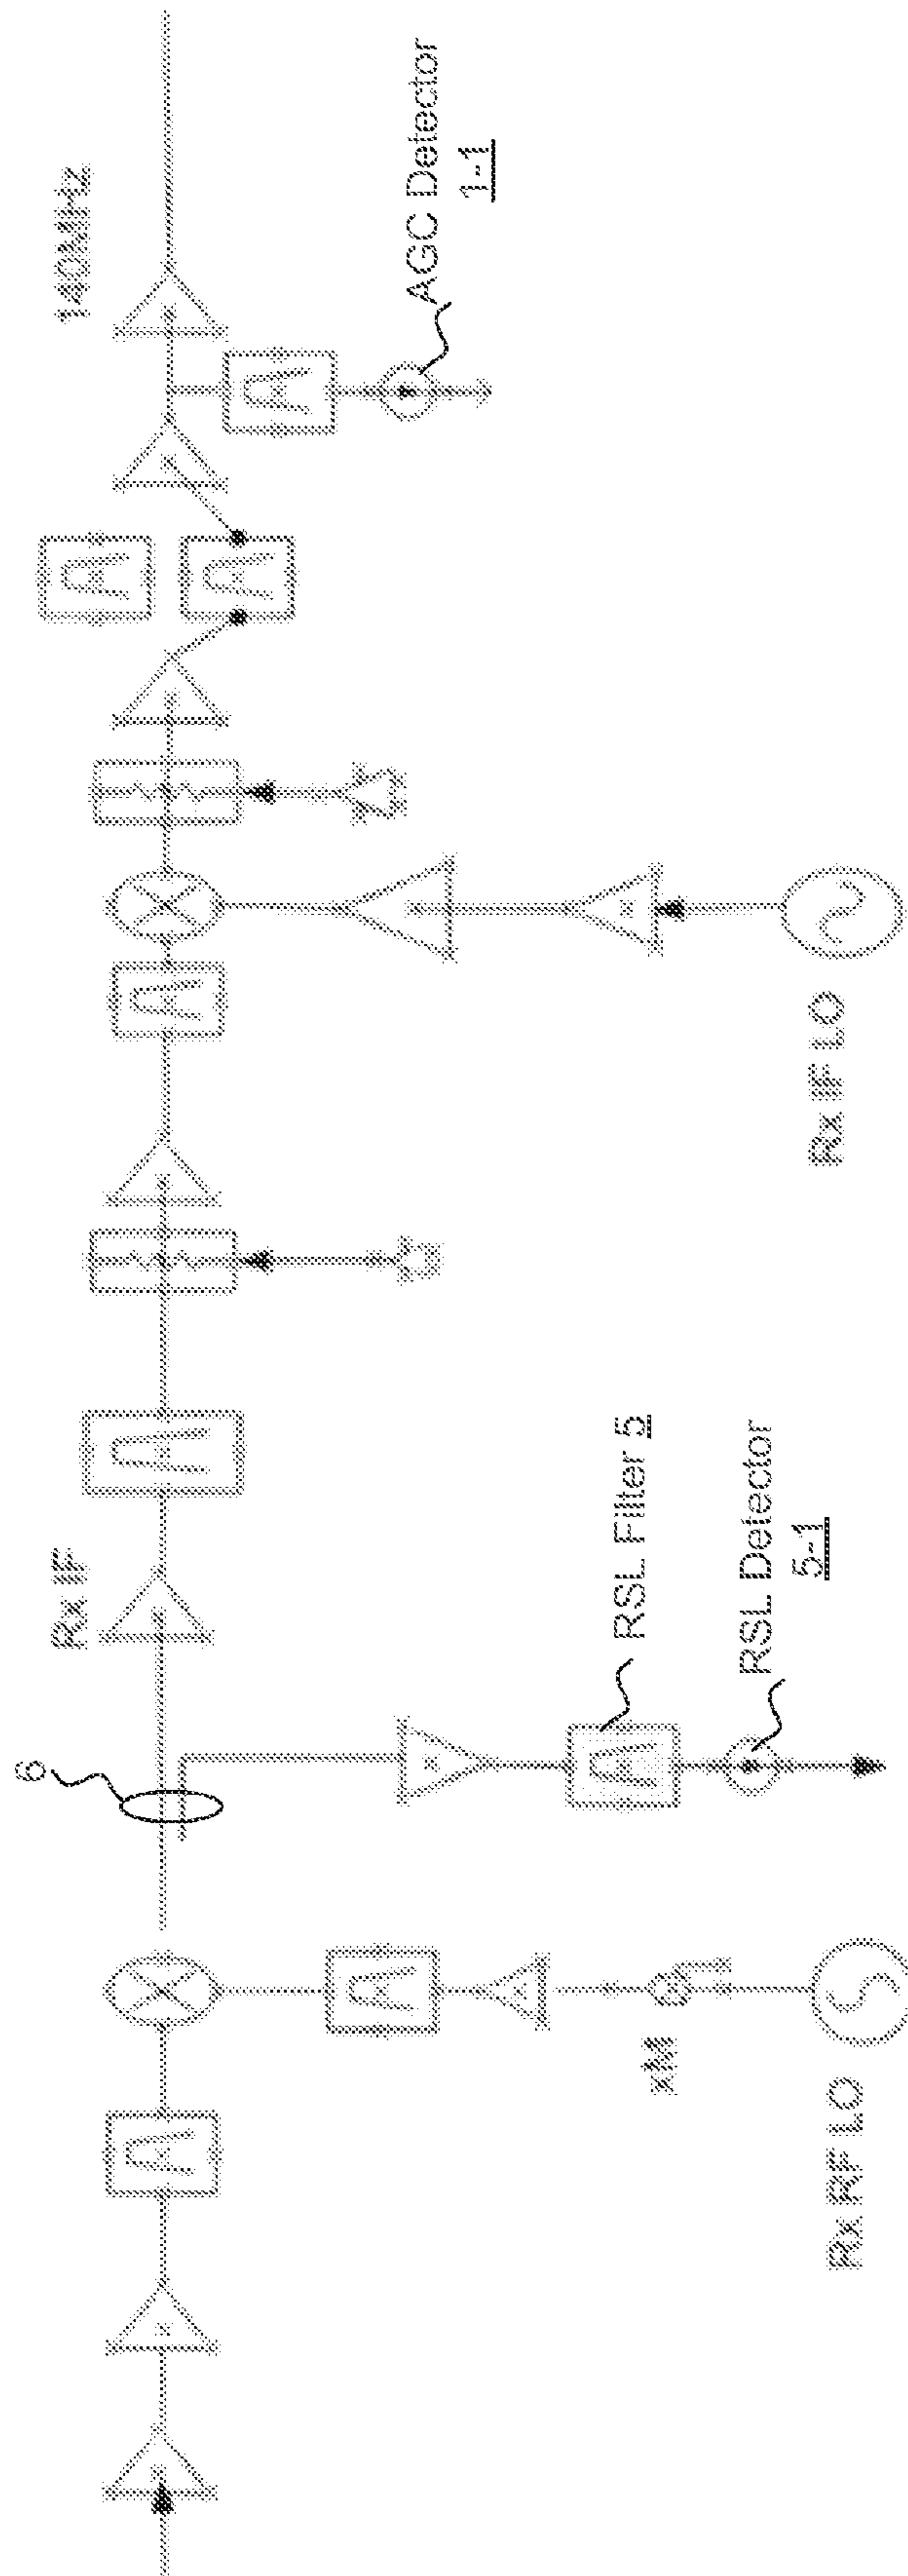 6
Rx IF
140MHz
AGC Detector
1-1
RSL Filter 5
RSL Detector
5-1
xM
Rx RF LO
Rx IF LO